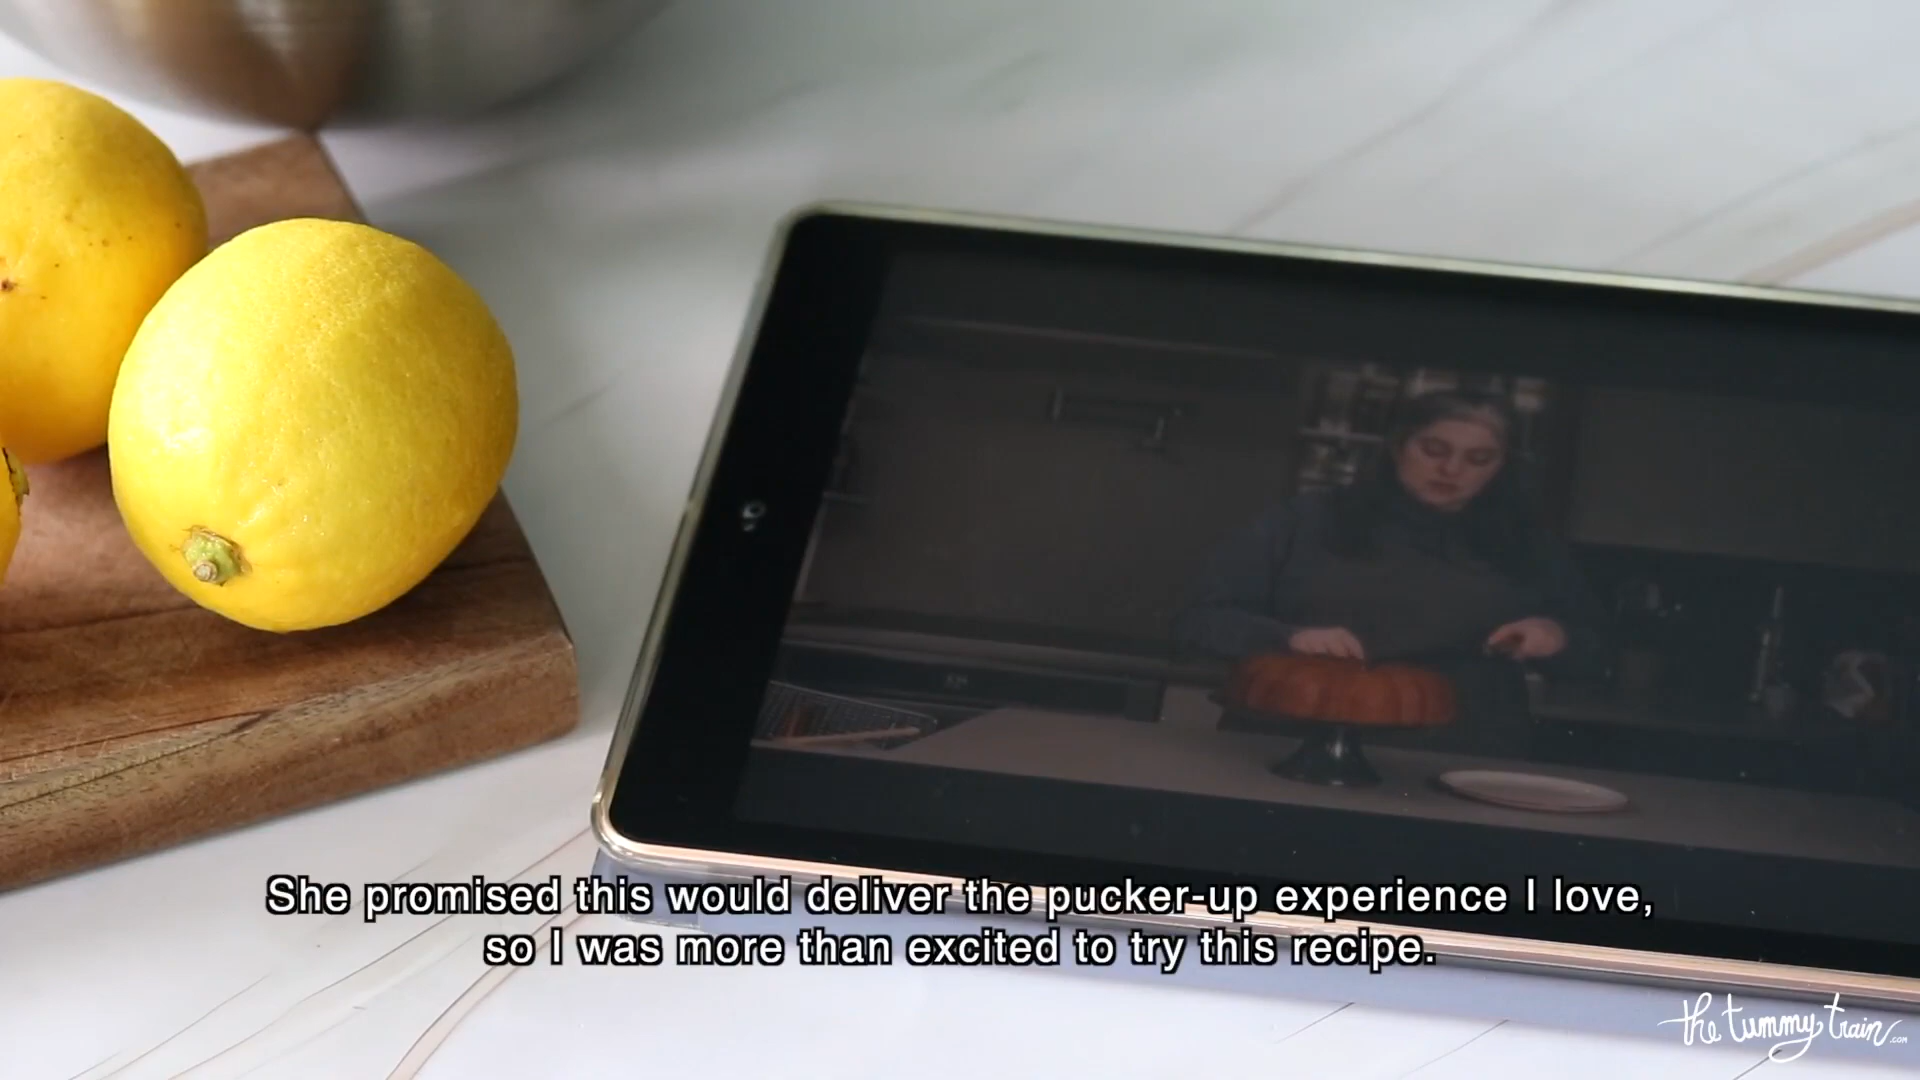 She promised this would deliver the pucker-up experience I love,
so I was more than excited to try this recipe.
the tummy train.com